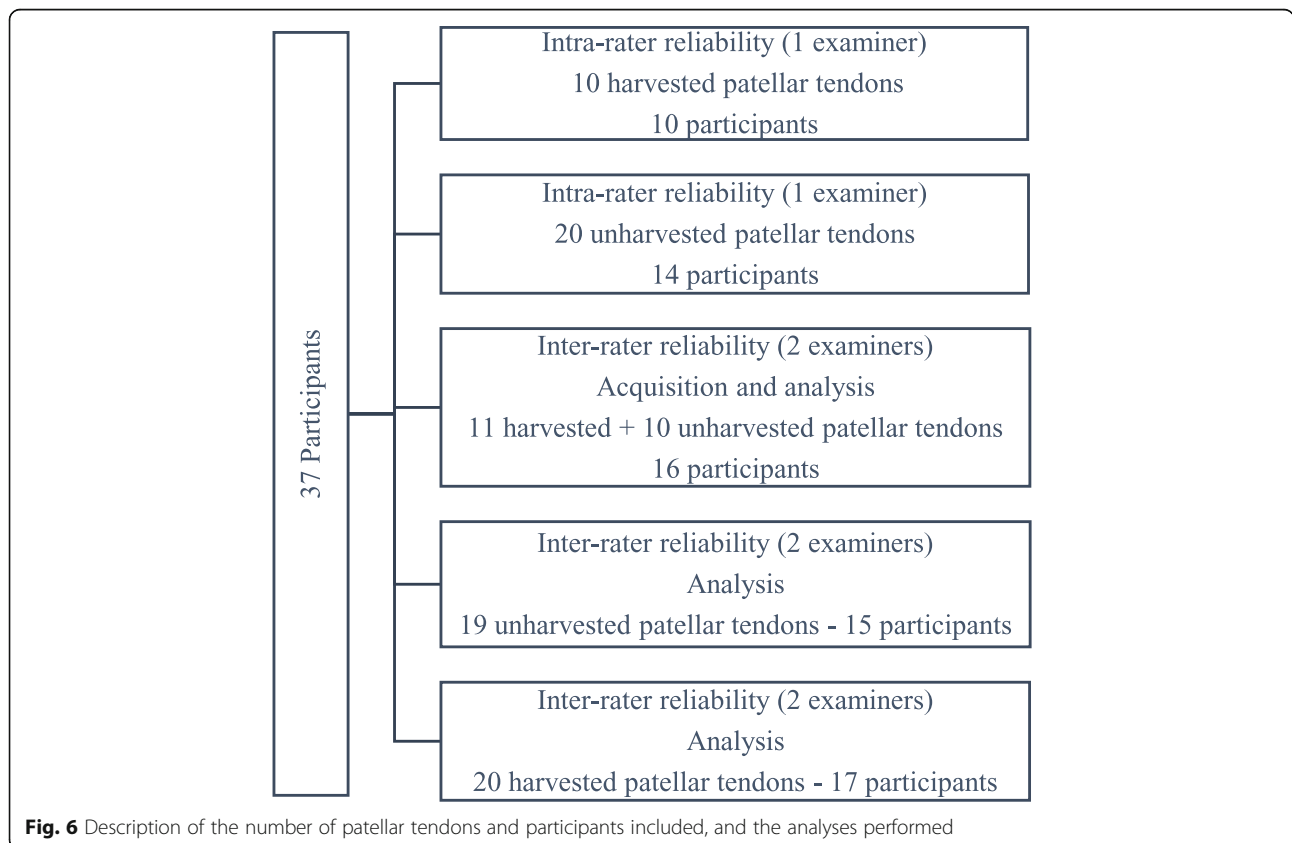 37 Participants
Intra-rater reliability (1 examiner)
10 harvested patellar tendons
10 participants
Intra-rater reliability (1 examiner)
20 unharvested patellar tendons
14 participants
Inter-rater reliability (2 examiners)
Acquisition and analysis
11 harvested + 10 unharvested patellar tendons
16 participants
Inter-rater reliability (2 examiners)
Analysis
19 unharvested patellar tendons - 15 participants
Inter-rater reliability (2 examiners)
Analysis
20 harvested patellar tendons - 17 participants
Fig. 6 Description of the number of patellar tendons and participants included, and the analyses performed